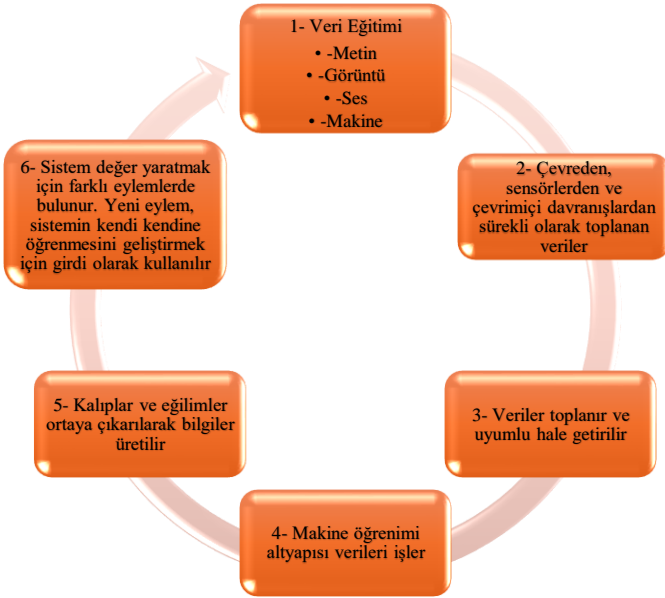 1- Veri Eğitimi
• -Metin
• -Görüntü
• -Ses
• -Makine
2- Çevreden,
sensörlerden ve
çevrimiçi davranışlardan
sürekli olarak toplanan
veriler
3- Veriler toplanır ve
uyumlu hale getirilir
4- Makine öğrenimi
altyapısı verileri işler
5- Kalıplar ve eğilimler
ortaya çıkarılarak bilgiler
üretilir
6- Sistem değer yaratmak
için farklı eylemlerde
bulunur. Yeni eylem,
sistemin kendi kendine
öğrenmesini geliştirmek
için girdi olarak kullanılır